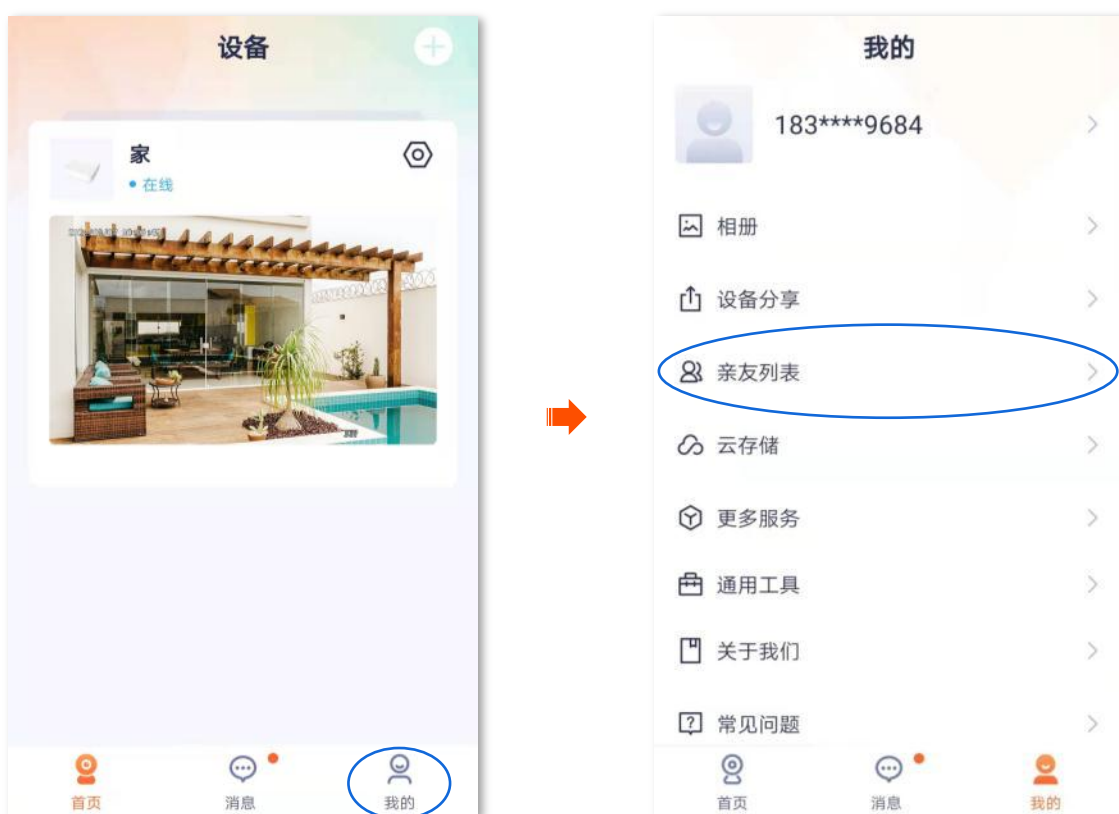 设备
家
在线
首页
消息
我的
我的
183****9684
相册
设备分享
亲友列表
云存储
更多服务
通用工具
关于我们
常见问题
首页
消息
我的